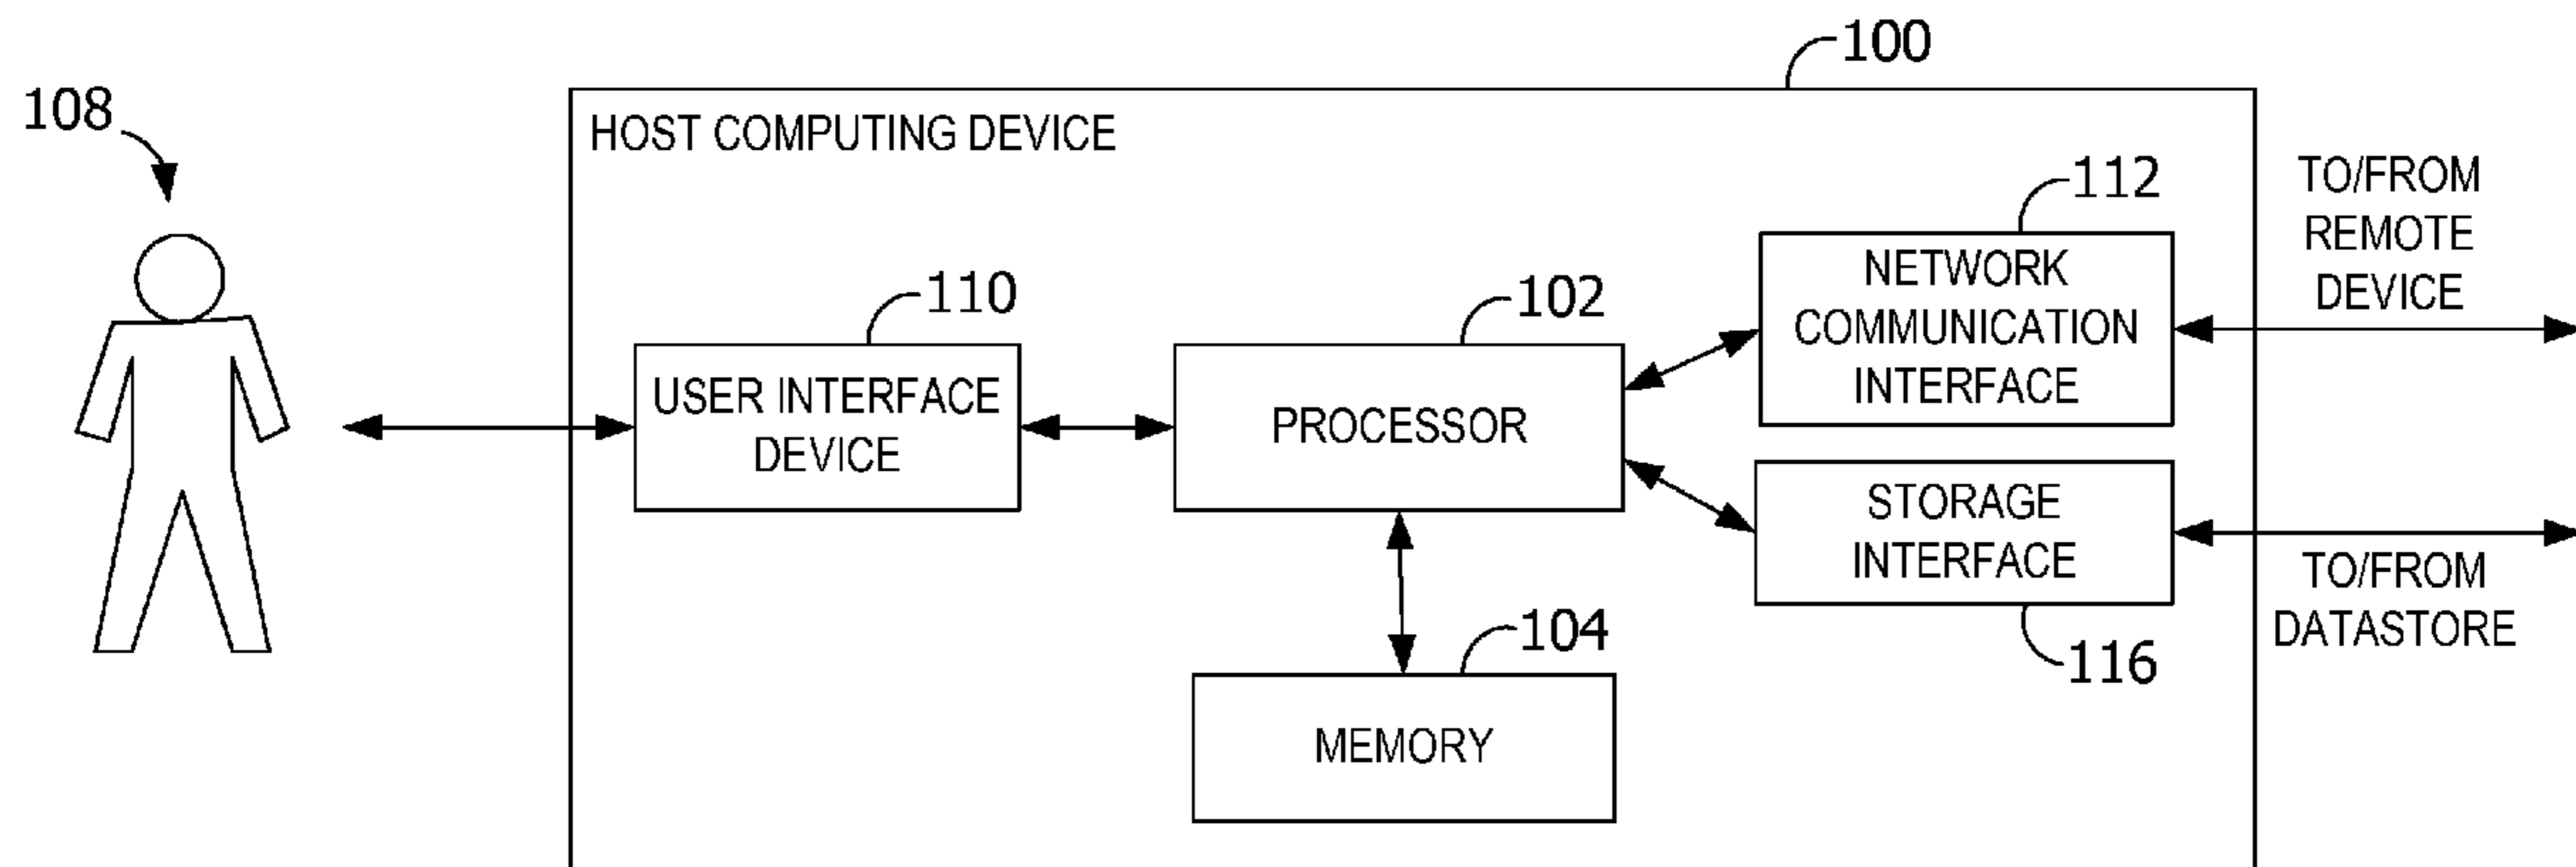 100
108
HOST COMPUTING DEVICE
112
TO/FROM
REMOTE
DEVICE
NETWORK
COMMUNICATION
INTERFACE
110
102
USER INTERFACE
DEVICE
PROCESSOR
STORAGE
INTERFACE
TO/FROM
DATASTORE
116
104
MEMORY